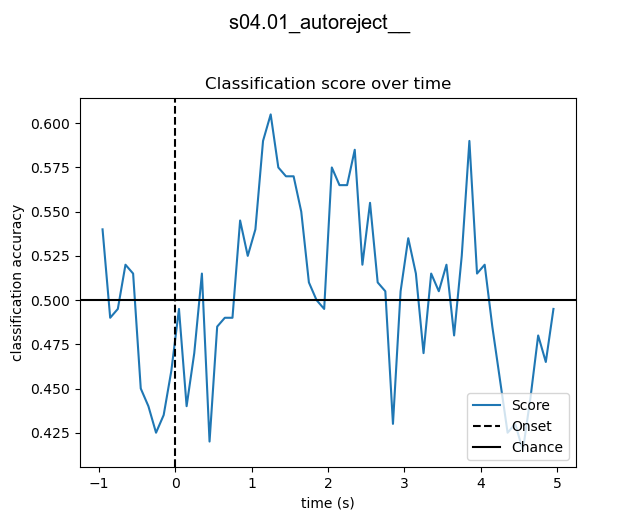 s04.01_autoreject__
Classification score over time
classification accuracy
0.600
0.575
0.550
0.525
0.500
0.475
0.450
0.425
−1
0
1
2
3
4
5
time (s)
Score
Onset
Chance